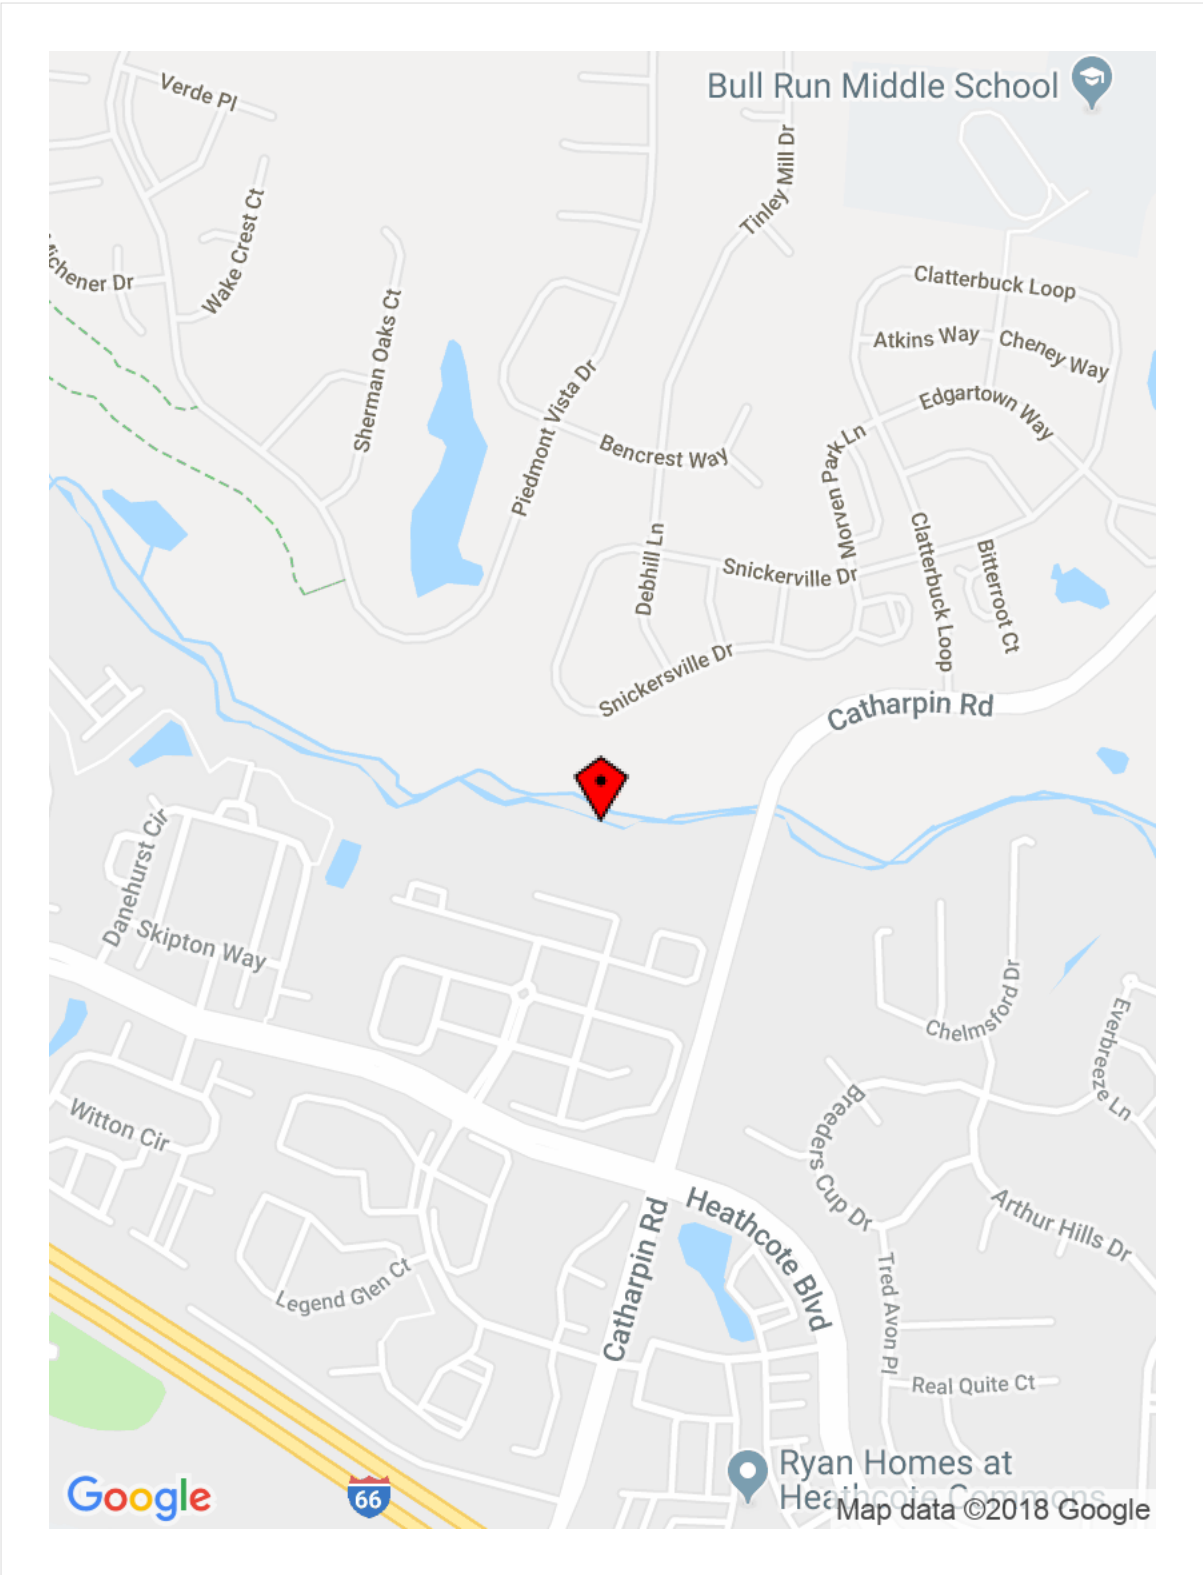 Bull Run Middle School
Verde Pl
Tinley Mill Dr
Wake Crest Ct
Michener Dr
Clatterbuck Loop
Sherman Oaks Ct
Atkins Way
Cheney Way
Piedmont Vista Dr
Edgartown Way
Bencrest Way
Morven Park Ln
Debhill Ln
Snickerville Dr
Clatterbuck Loop
Bitterroot Ct
Snickersville Dr
Catharpin Rd
Danehurst Cir
Skipton Way
Chelmsford Dr
Everbreeze Ln
Witton Cir
Breeders Cup Dr
Heathcote Blvd
Arthur Hills Dr
Catharpin Rd
Legend Glen Ct
Tred Avon Pl
Real Quite Ct
Ryan Homes at
Heathcote Commons
Google
66
Map data ©2018 Google